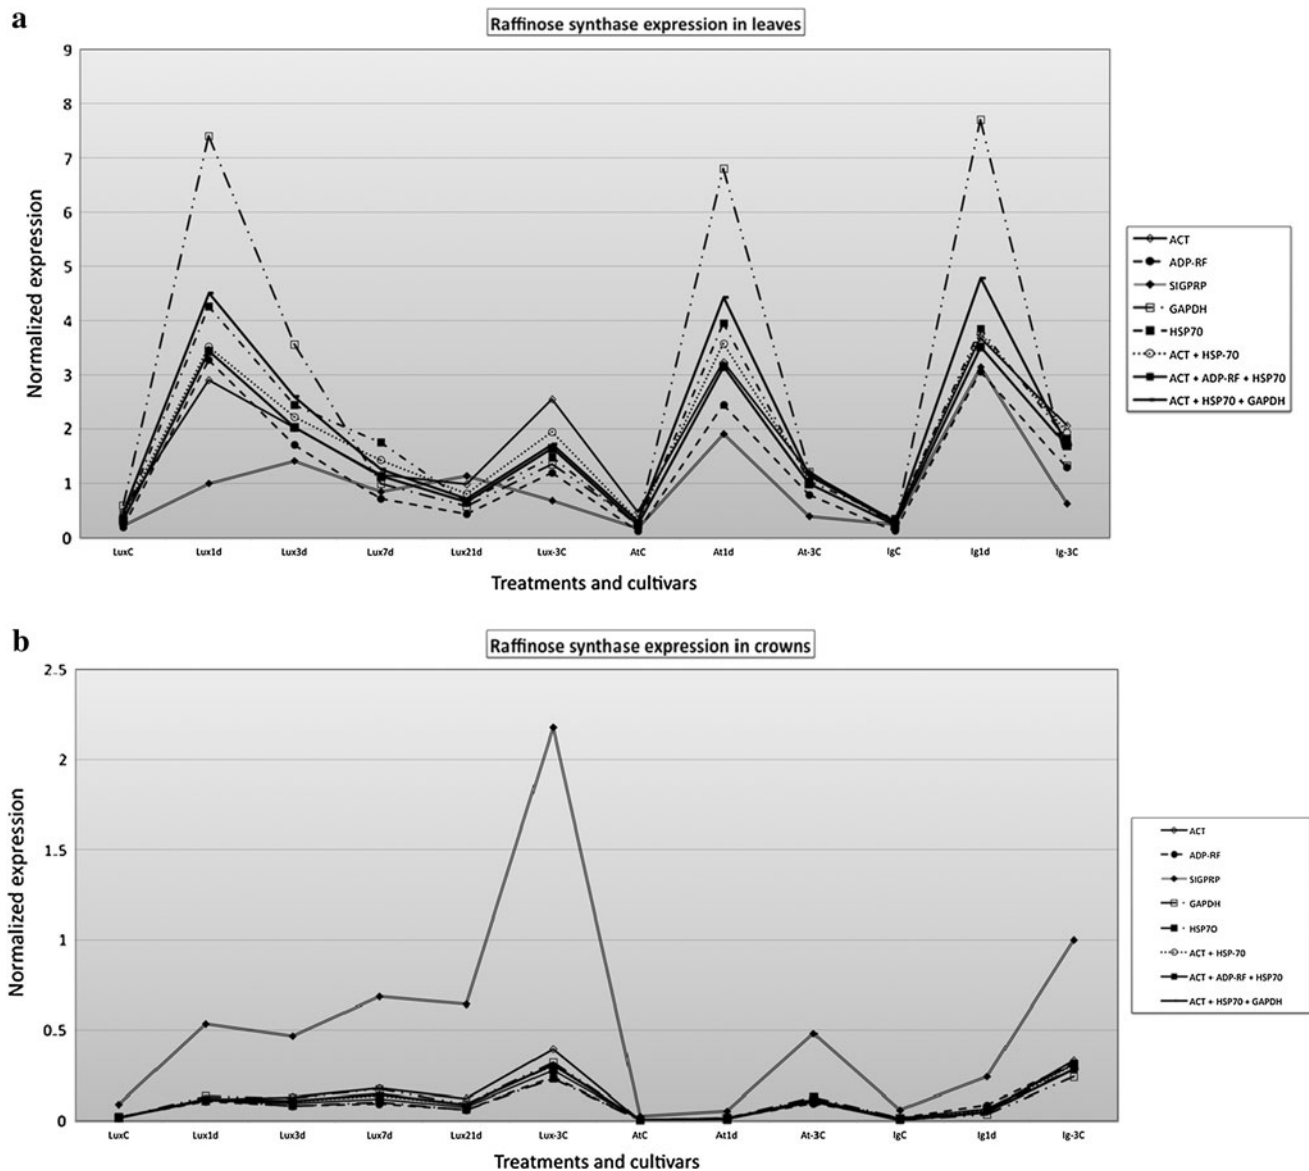 a
Raffinose synthase expression in leaves
9
8
7
6
5
4
3
2
1
0
Normalized expression
LuxC Lux1d Lux3d Lux7d Lux21d Lux-3C AtC At1d At-3C IgC Ig1d Ig-3C
Treatments and cultivars
ACT
ADP-RF
SIGPRP
GAPDH
HSP70
ACT + HSP-70
ACT + ADP-RF + HSP70
ACT + HSP70 + GAPDH
b
Raffinose synthase expression in crowns
2.5
2
1.5
1
0.5
0
Normalized expression
LuxC Lux1d Lux3d Lux7d Lux21d Lux-3C AtC At1d At-3C IgC Ig1d Ig-3C
Treatments and cultivars
ACT
ADP-RF
SIGPRP
GAPDH
HSP70
ACT + HSP-70
ACT + ADP-RF + HSP70
ACT + HSP70 + GAPDH